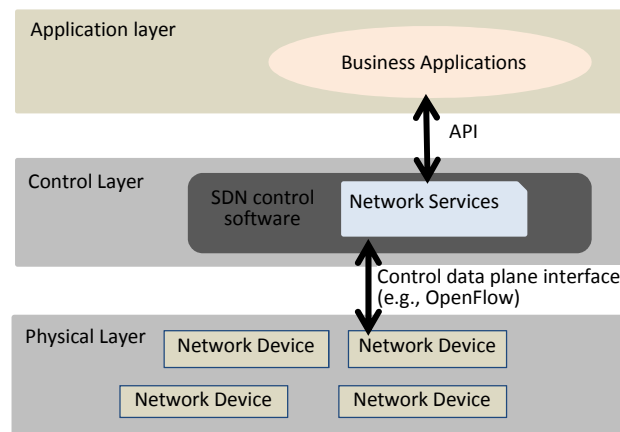 Application layer
Business Applications
API
Control Layer
SDN control
software
Network Services
Control data plane interface
(e.g., OpenFlow)
Physical Layer
Network Device
Network Device
Network Device
Network Device